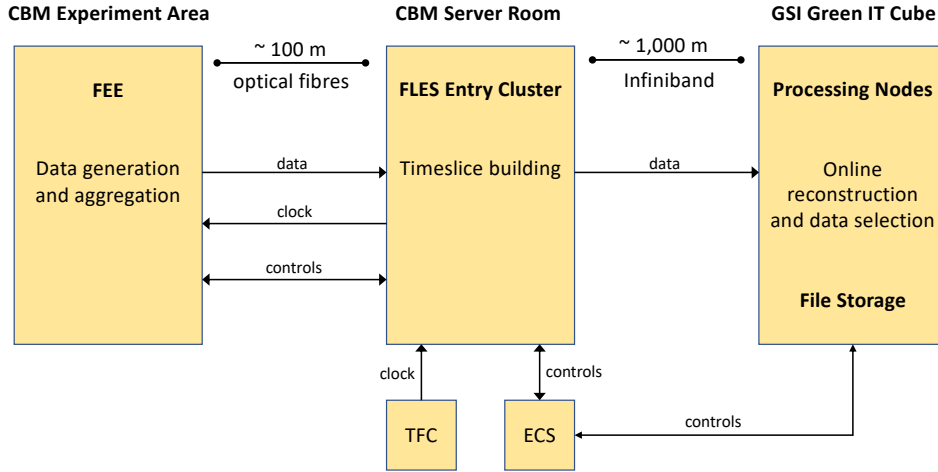 CBM Experiment Area
CBM Server Room
GSI Green IT Cube
~ 100 m
optical fibres
~ 1,000 m
Infiniband
FEE
Data generation
and aggregation
FLES Entry Cluster
Timeslice building
Processing Nodes
Online
reconstruction
and data selection
File Storage
data
clock
controls
data
clock
controls
controls
TFC
ECS